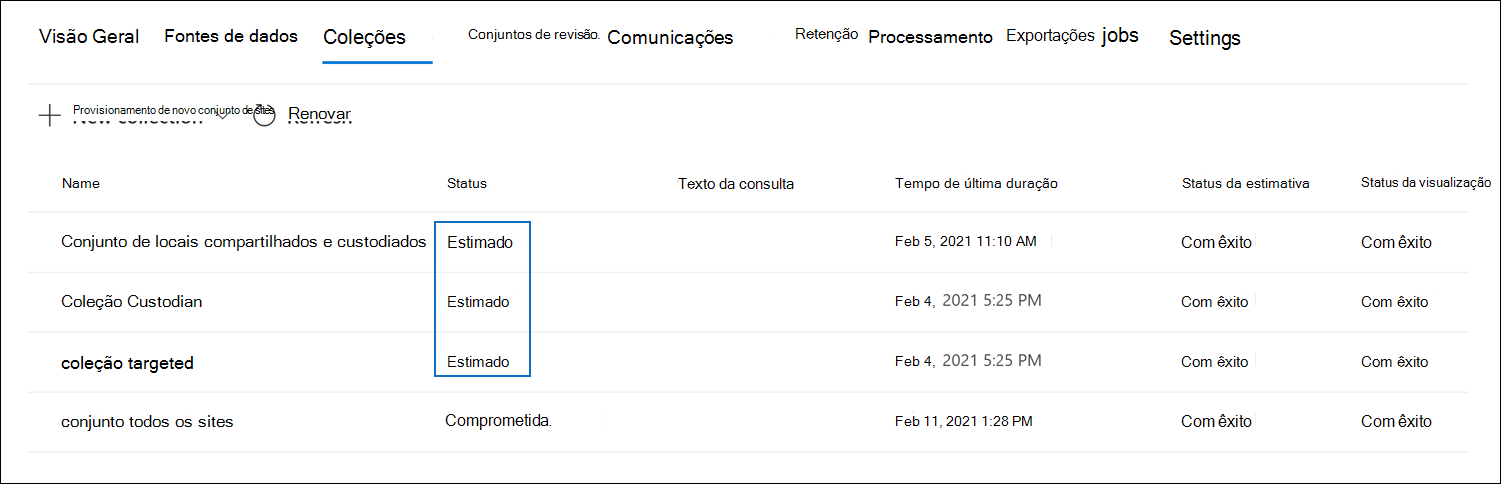 Visão Geral Fontes de dados Coleções Conjuntos de revisão. Comunicações Retenção Processamento Exportações jobs Settings
Provisionamento de novo conjunto de sites Renovar
New collection Refresh
Name Status Texto da consulta Tempo de última duração Status da estimativa Status da visualização
Conjunto de locais compartilhados e custodiados Estimado Feb 5, 2021 11:10 AM Com êxito Com êxito
Coleção Custodian Estimado Feb 4, 2021 5:25 PM Com êxito Com êxito
coleção targeted Estimado Feb 4, 2021 5:25 PM Com êxito Com êxito
conjunto todos os sites Comprometida. Feb 11, 2021 1:28 PM Com êxito Com êxito